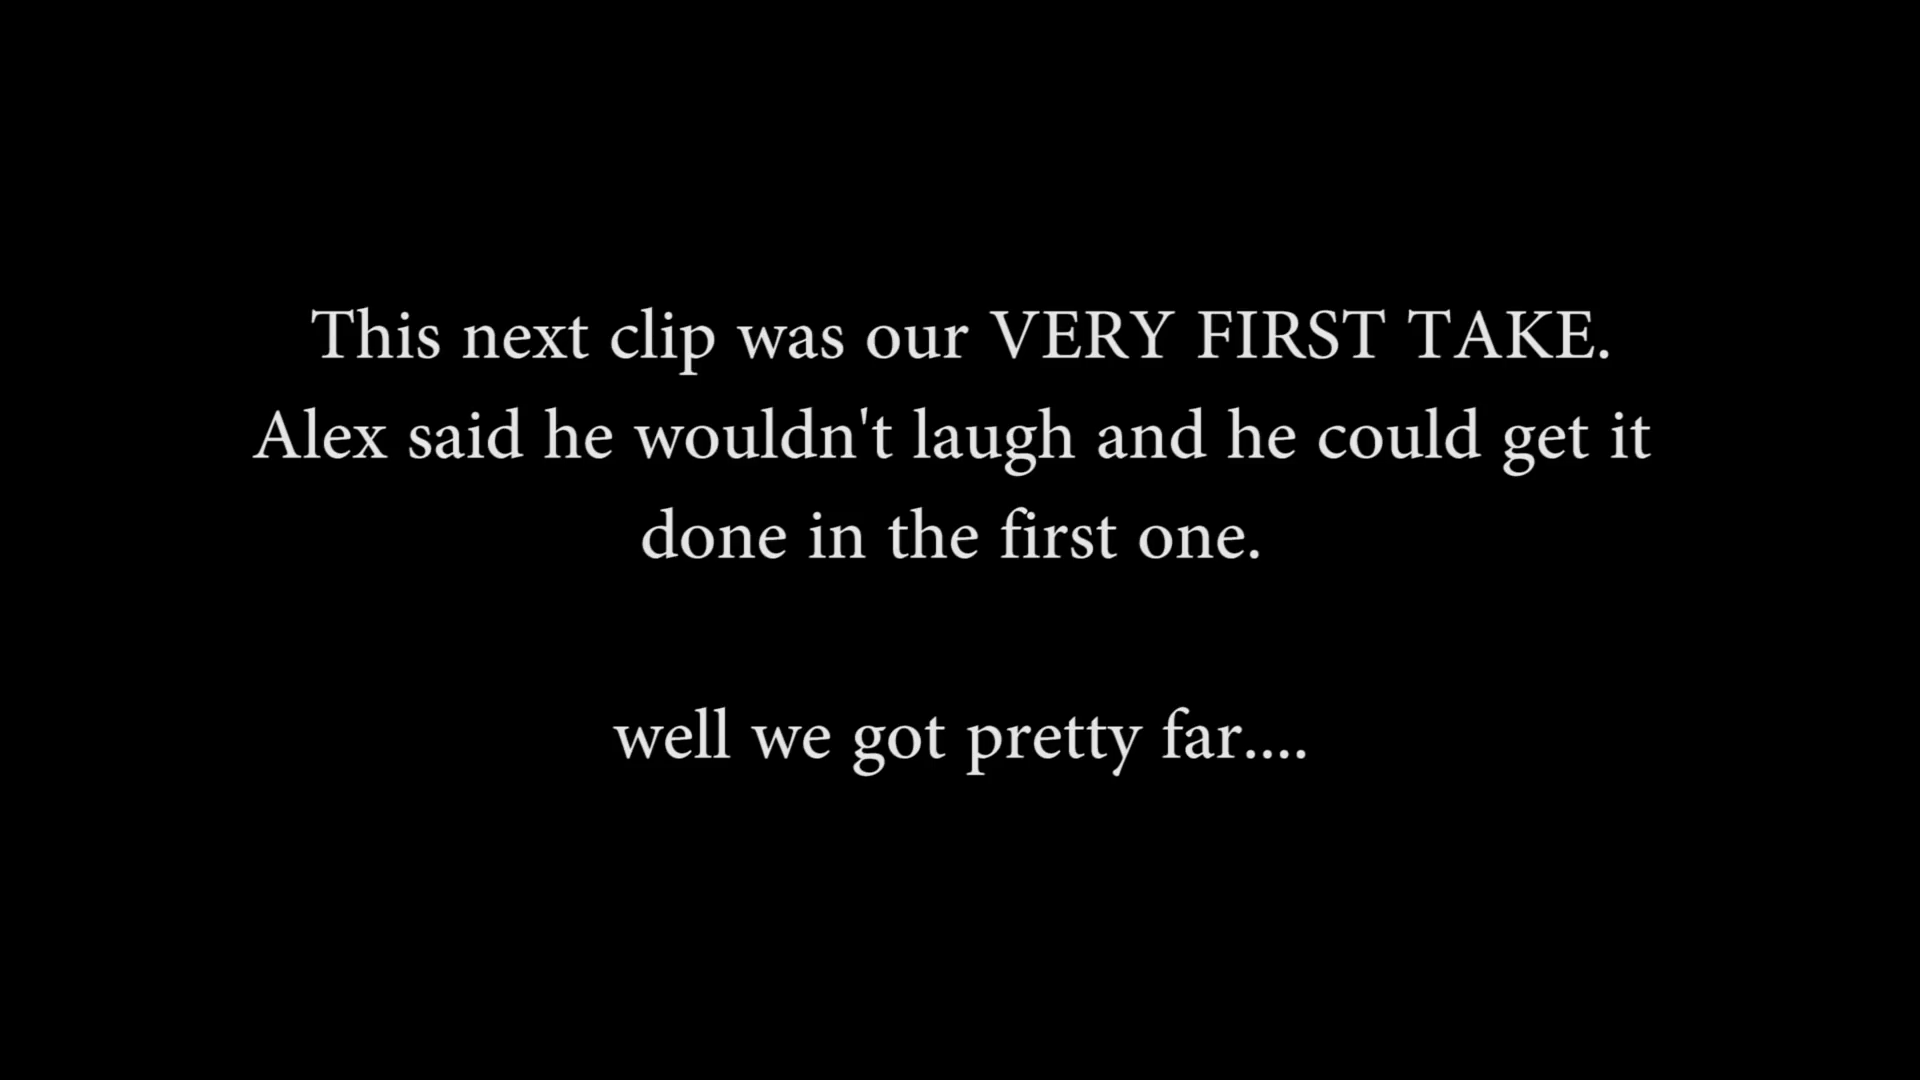 This next clip was our VERY FIRST TAKE.
Alex said he wouldn't laugh and he could get it
done in the first one.
well we got pretty far....